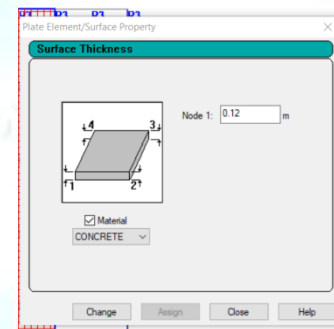 Plate Element/Surface Property
Surface Thickness
4
3
1
2
Node 1: 0.12 m
Material
CONCRETE
Change Assign Close Help